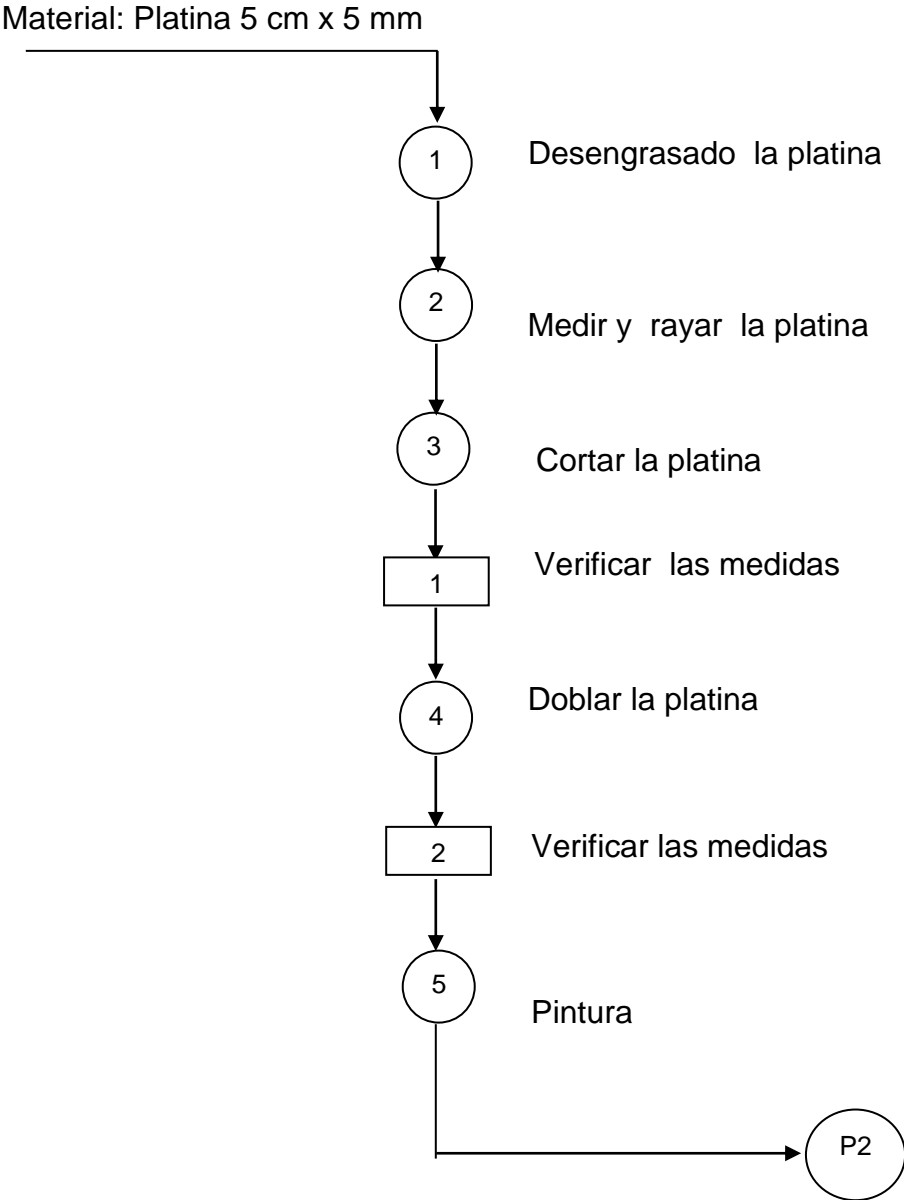 Material: Platina 5 cm x 5 mm
1
Desengrasado la platina
2
Medir y rayar la platina
3
Cortar la platina
1
Verificar las medidas
4
Doblar la platina
2
Verificar las medidas
5
Pintura
P2